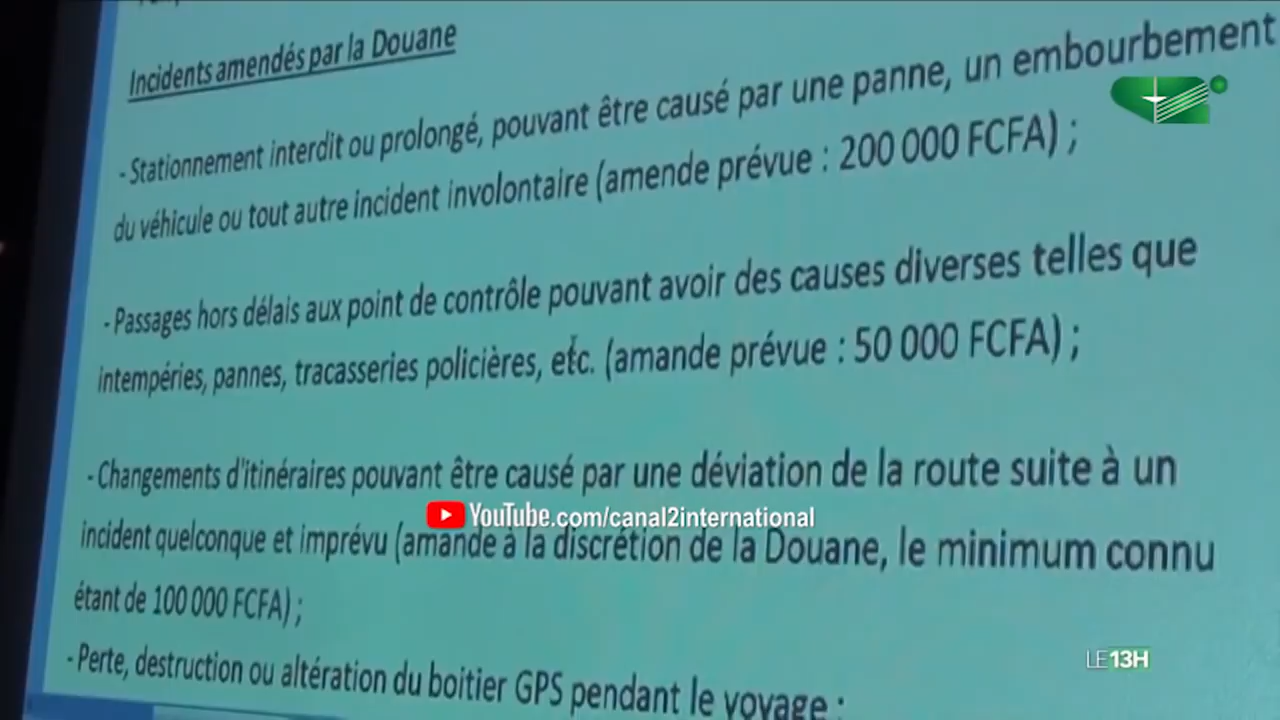 Incidents amendés par la Douane
- Stationnement interdit ou prolongé, pouvant être causé par une panne, un embourbement
du véhicule ou tout autre incident involontaire (amende prévue : 200 000 FCFA) ;
- Passages hors délais aux point de contrôle pouvant avoir des causes diverses telles que
intempéries, pannes, tracasseries policières, etc. (amande prévue : 50 000 FCFA) ;
- Changements d'itinéraires pouvant être causé par une déviation de la route suite à un
YouTube.com/canal2international
incident quelconque et imprévu (amande à la discrétion de la Douane, le minimum connu
étant de 100 000 FCFA) ;
- Perte, destruction ou altération du boitier GPS pendant le voyage ;
LE 13H